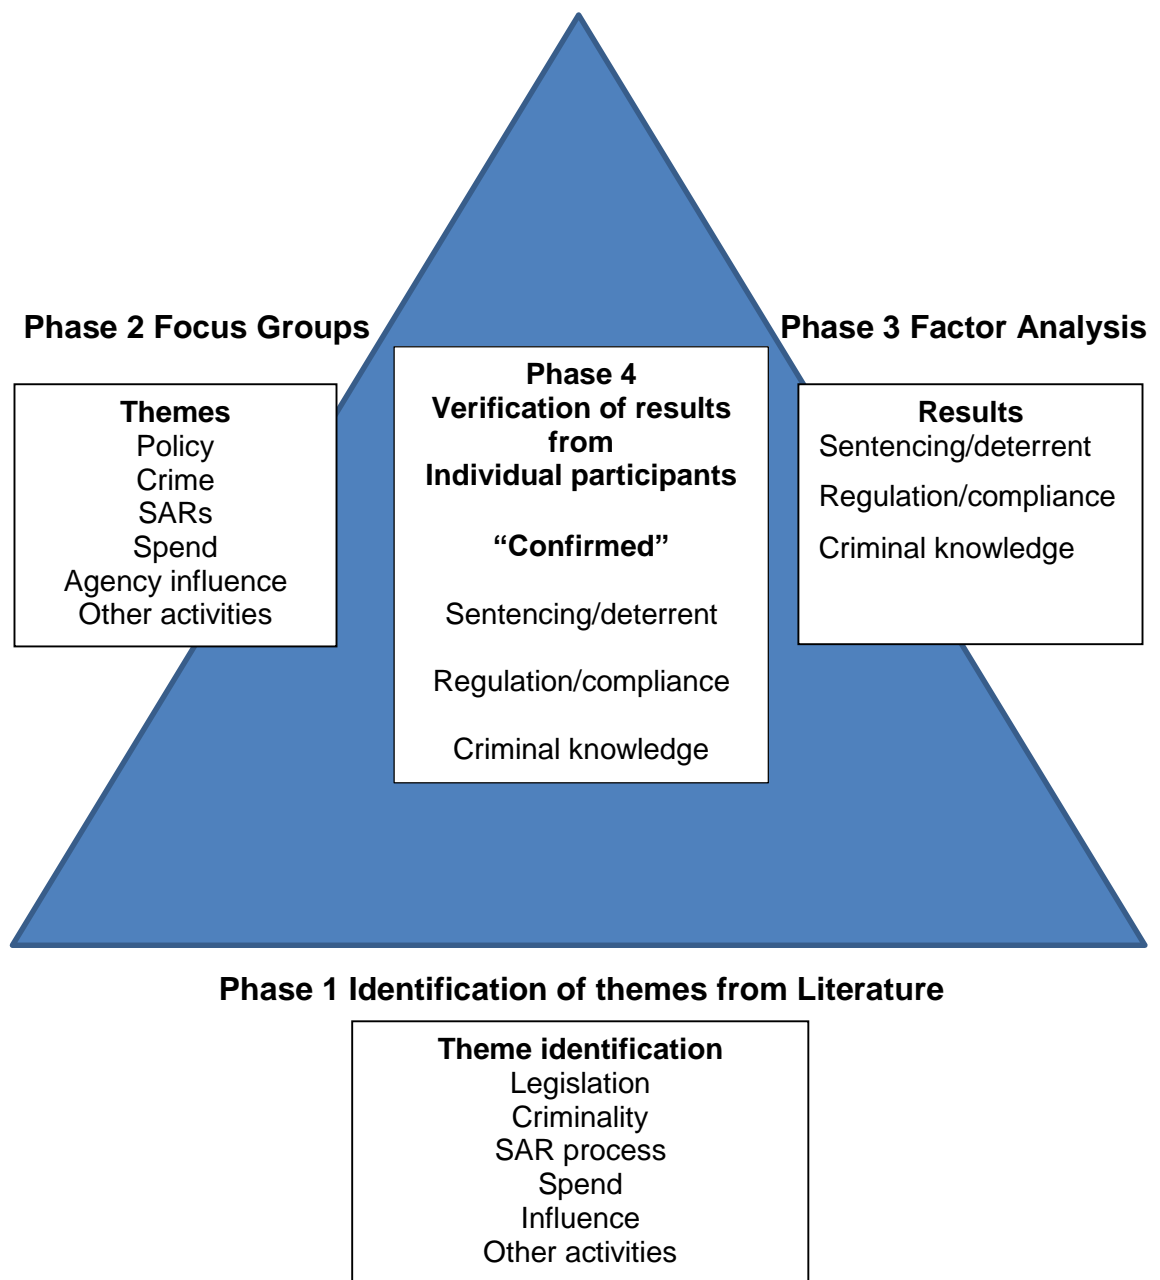 Phase 2 Focus Groups
Themes
Policy
Crime
SARs
Spend
Agency influence
Other activities
Phase 4
Verification of results
from
Individual participants
“Confirmed”
Sentencing/deterrent
Regulation/compliance
Criminal knowledge
Phase 3 Factor Analysis
Results
Sentencing/deterrent
Regulation/compliance
Criminal knowledge
Phase 1 Identification of themes from Literature
Theme identification
Legislation
Criminality
SAR process
Spend
Influence
Other activities